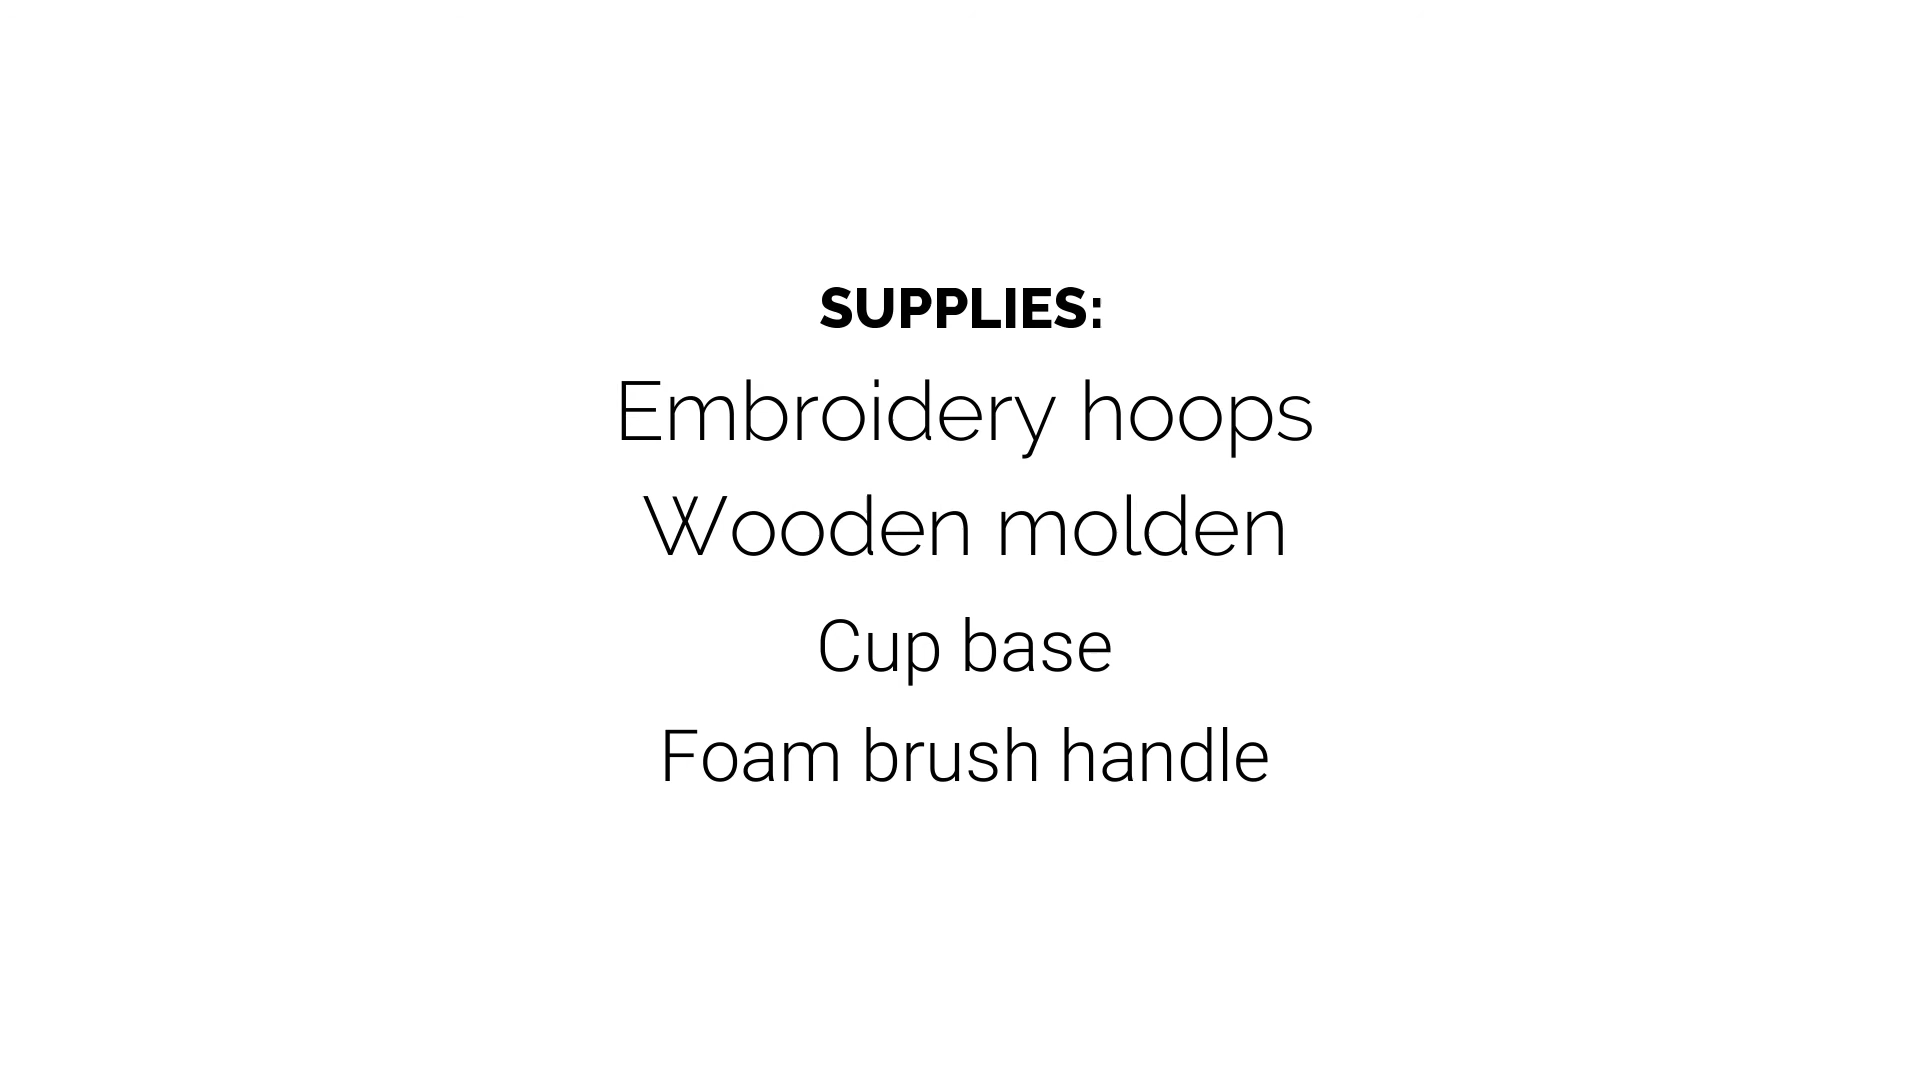 SUPPLIES:
Embroidery hoops
Wooden molden
Cup base
Foam brush handle